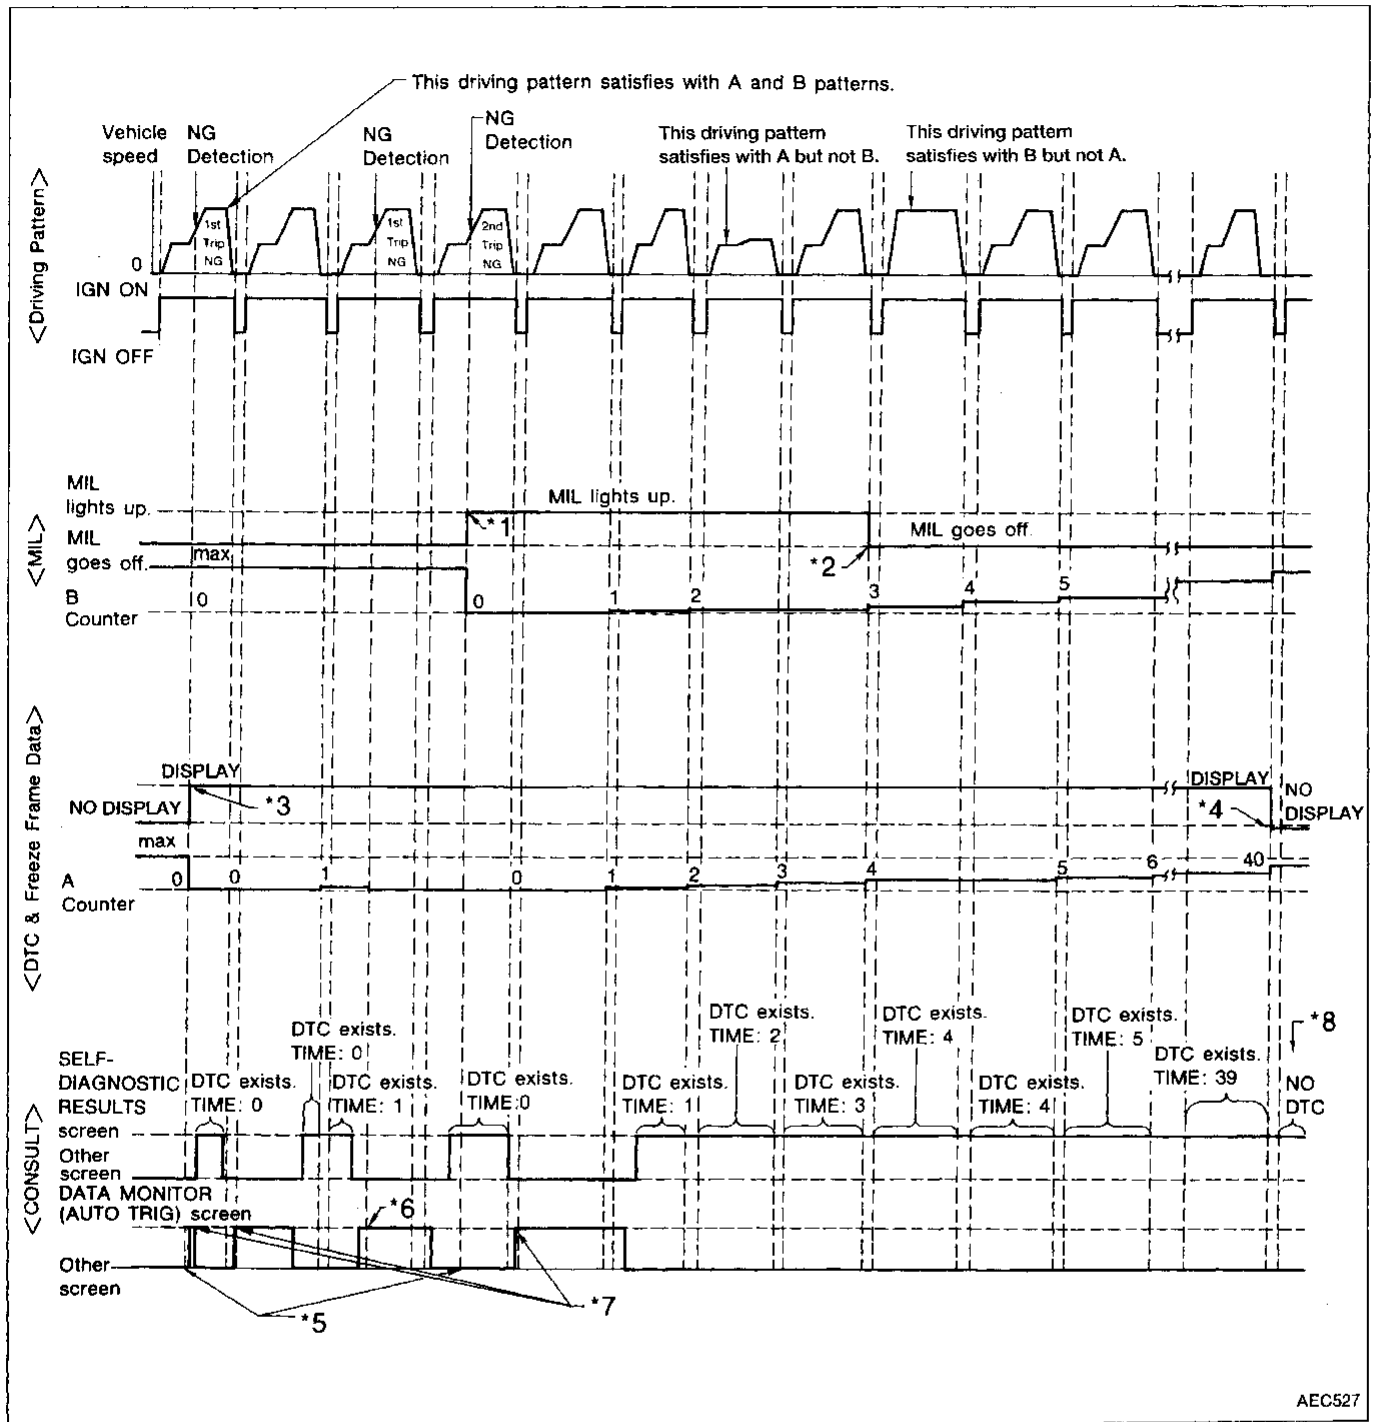 This driving pattern satisfies with A and B patterns.
Vehicle speed
NG Detection
NG Detection
NG Detection
This driving pattern
satisfies with A but not B.
This driving pattern
satisfies with B but not A.
<Driving Pattern>
1st
Trip
NG
1st
Trip
NG
2nd
Trip
NG
0
IGN ON
IGN OFF
<MIL>
MIL
lights up.
MIL lights up.
*1
MIL
goes off.
MIL goes off.
*2
max
B
Counter
0
0
1
2
3
4
5
<DTC & Freeze Frame Data>
DISPLAY
NO DISPLAY
*3
DISPLAY
*4
NO
DISPLAY
max
A
Counter
0
0
1
0
1
2
3
4
5
6
40
<CONSULT>
SELF-
DIAGNOSTIC
RESULTS
screen
DTC exists.
TIME: 0
DTC exists.
TIME: 0
DTC exists.
TIME: 1
DTC exists.
TIME: 0
DTC exists.
TIME: 1
DTC exists.
TIME: 2
DTC exists.
TIME: 3
DTC exists.
TIME: 4
DTC exists.
TIME: 4
DTC exists.
TIME: 5
DTC exists.
TIME: 39
*8
NO
DTC
Other
screen
DATA MONITOR
(AUTO TRIG) screen
*6
Other
screen
*5
*7
AEC527